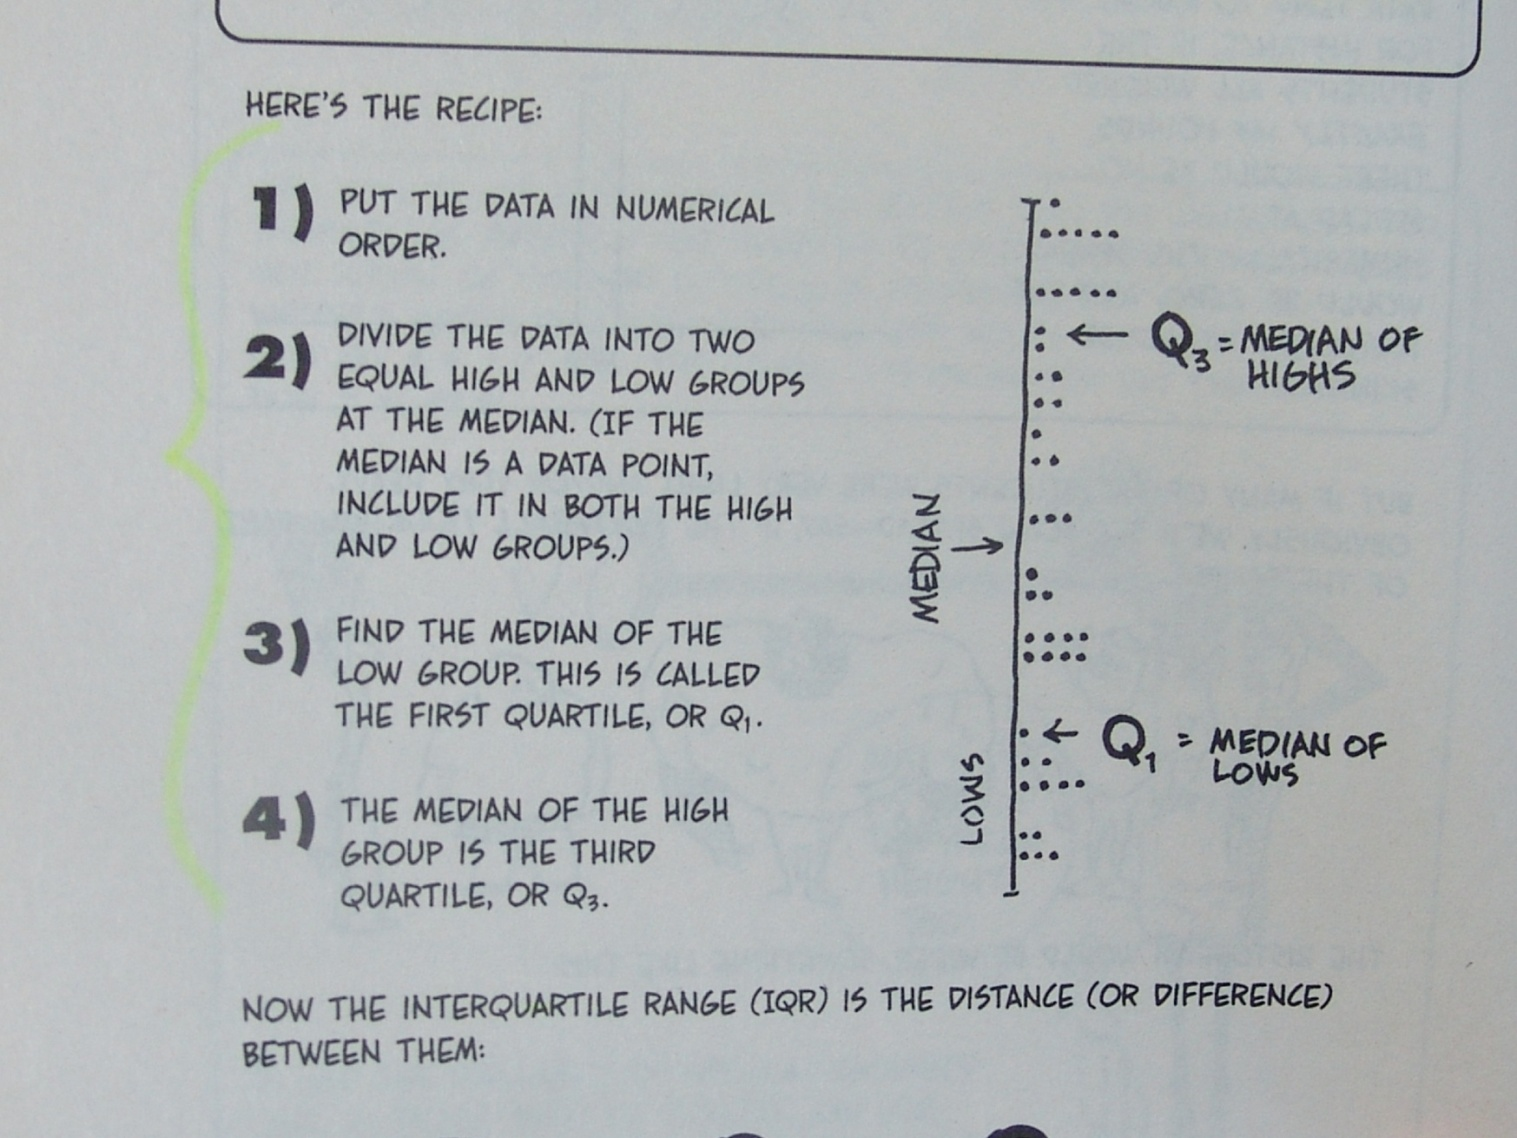 HERE'S THE RECIPE:
1) PUT THE DATA IN NUMERICAL
ORDER.
2) DIVIDE THE DATA INTO TWO
EQUAL HIGH AND LOW GROUPS
AT THE MEDIAN. (IF THE
MEDIAN IS A DATA POINT,
INCLUDE IT IN BOTH THE HIGH
AND LOW GROUPS.)
3) FIND THE MEDIAN OF THE
LOW GROUP. THIS IS CALLED
THE FIRST QUARTILE, OR Q₁.
4) THE MEDIAN OF THE HIGH
GROUP IS THE THIRD
QUARTILE, OR Q₃.
Q₃ = MEDIAN OF
HIGHS
MEDIAN
Q₁ = MEDIAN OF
LOWS
LOWS
NOW THE INTERQUARTILE RANGE (IQR) IS THE DISTANCE (OR DIFFERENCE)
BETWEEN THEM: